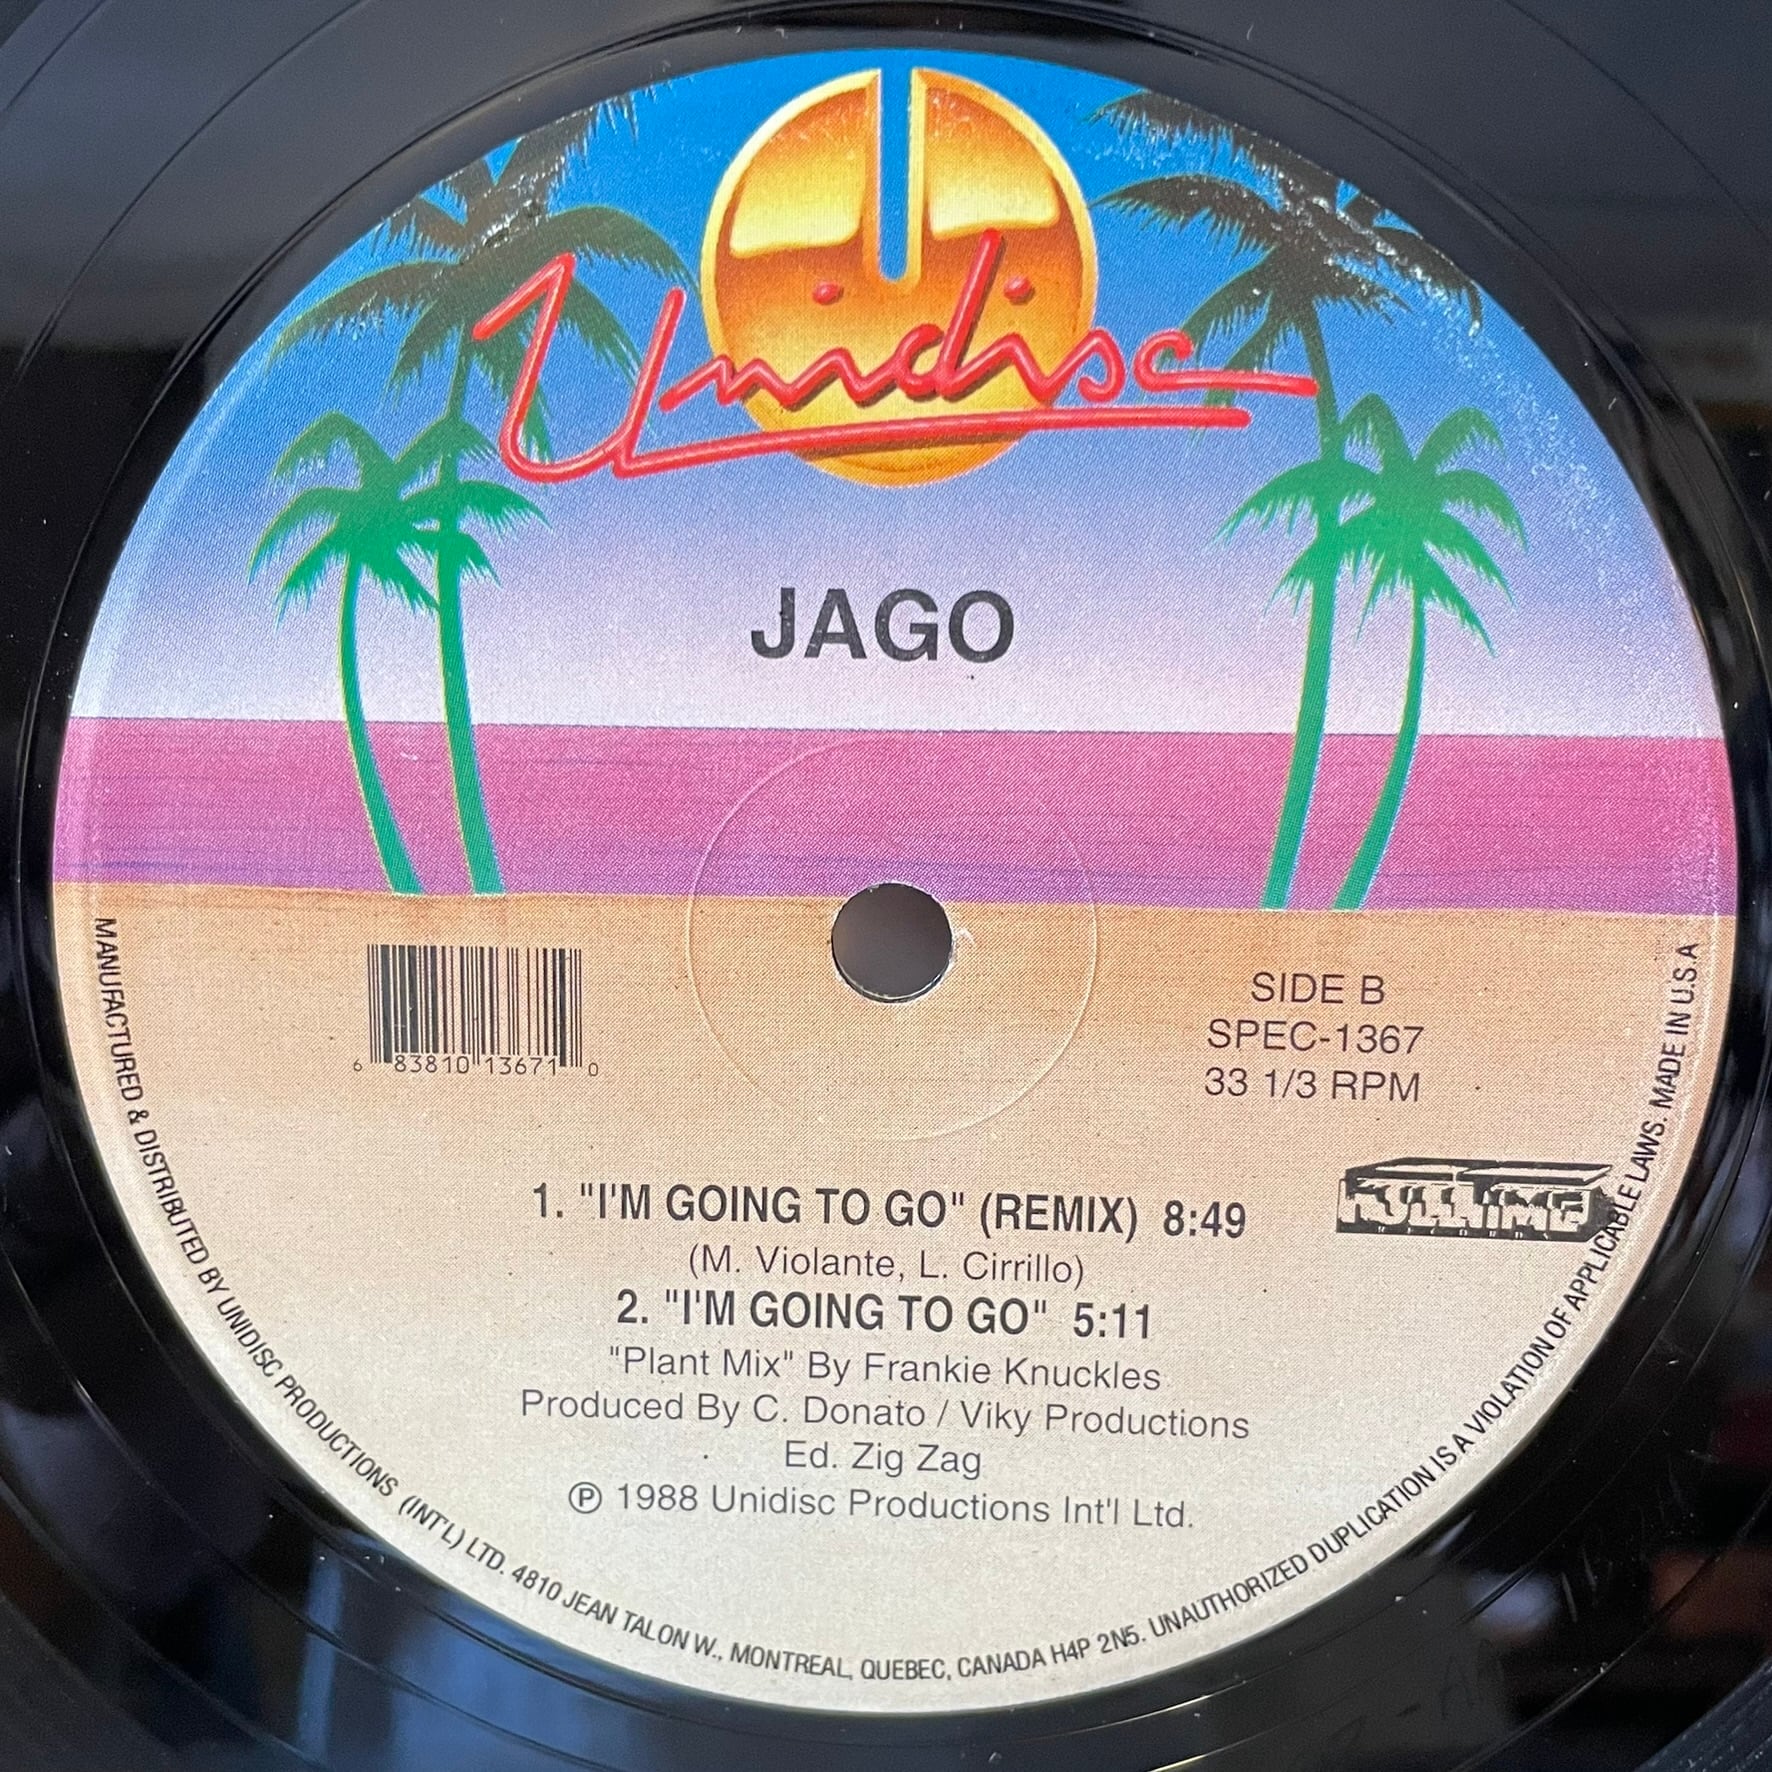 Unidisc
JAGO
6 83810 13671 0
SIDE B
SPEC-1367
33 1/3 RPM
FULLTIME
1. "I'M GOING TO GO" (REMIX) 8:49
(M. Violante, L. Cirrillo)
2. "I'M GOING TO GO" 5:11
"Plant Mix" By Frankie Knuckles
Produced By C. Donato / Viky Productions
Ed. Zig Zag
℗ 1988 Unidisc Productions Int'l Ltd.
MANUFACTURED & DISTRIBUTED BY UNIDISC PRODUCTIONS (INT'L) LTD. 4810 JEAN TALON W., MONTREAL, QUEBEC, CANADA H4P 2N5. UNAUTHORIZED DUPLICATION IS A VIOLATION OF APPLICABLE LAWS. MADE IN U.S.A